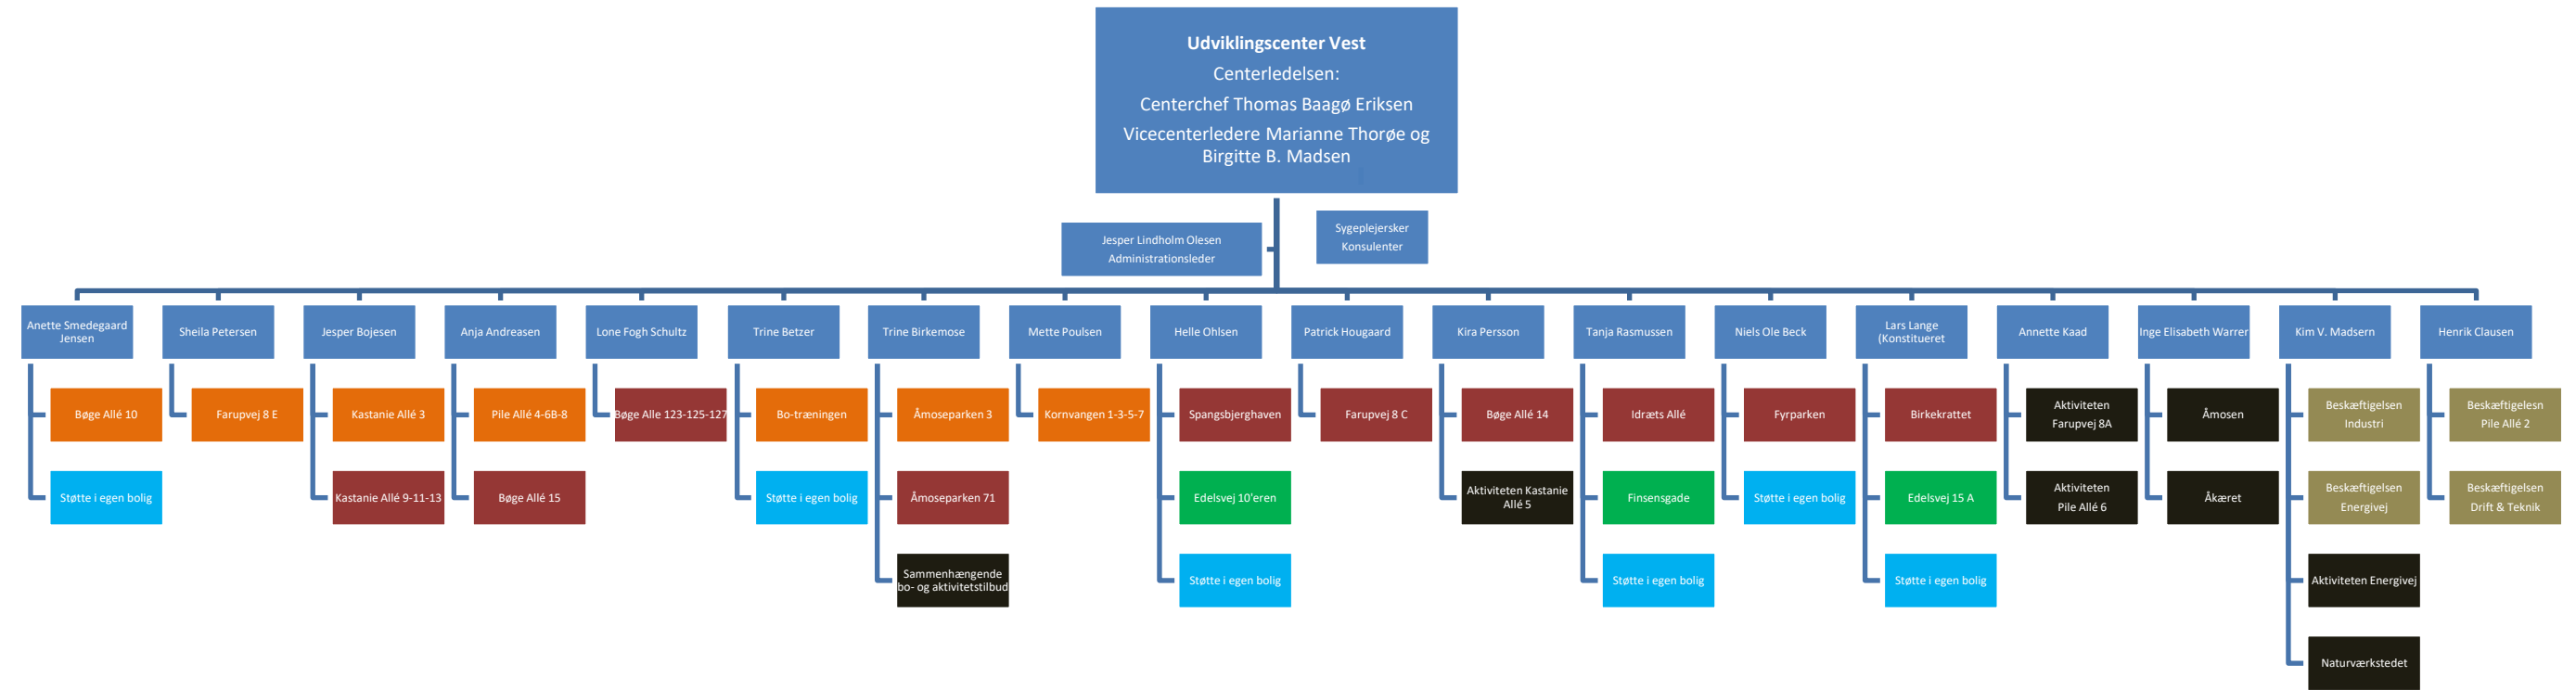 Udviklingscenter Vest
Centerledelsen:
Centerchef Thomas Baagø Eriksen
Vicecenterledere Marianne Thorøe og
Birgitte B. Madsen
Jesper Lindholm Olesen
Administrationsleder
Sygeplejersker
Konsulenter
Anette Smedegaard
Jensen
Sheila Petersen
Jesper Bojesen
Anja Andreasen
Lone Fogh Schultz
Trine Betzer
Trine Birkemose
Mette Poulsen
Helle Ohlsen
Patrick Hougaard
Kira Persson
Tanja Rasmussen
Niels Ole Beck
Lars Lange
(Konstitueret
Annette Kaad
Inge Elisabeth Warrer
Kim V. Madsern
Henrik Clausen
Bøge Allé 10
Farupvej 8 E
Kastanie Allé 3
Pile Allé 4-6B-8
Bøge Alle 123-125-127
Bo-træningen
Åmoseparken 3
Kornvangen 1-3-5-7
Spangsbjerghaven
Farupvej 8 C
Bøge Allé 14
Idræts Allé
Fyrparken
Birkekrattet
Aktiviteten
Farupvej 8A
Åmosen
Beskæftigelsen
Industri
Beskæftigelesn
Pile Allé 2
Støtte i egen bolig
Kastanie Allé 9-11-13
Bøge Allé 15
Støtte i egen bolig
Åmoseparken 71
Edelsvej 10'eren
Aktiviteten Kastanie
Allé 5
Finsensgade
Støtte i egen bolig
Edelsvej 15 A
Aktiviteten
Pile Allé 6
Åkæret
Beskæftigelsen
Energivej
Beskæftigelsen
Drift & Teknik
Sammenhængende
bo- og aktivitetstilbud
Støtte i egen bolig
Støtte i egen bolig
Støtte i egen bolig
Aktiviteten Energivej
Naturværkstedet